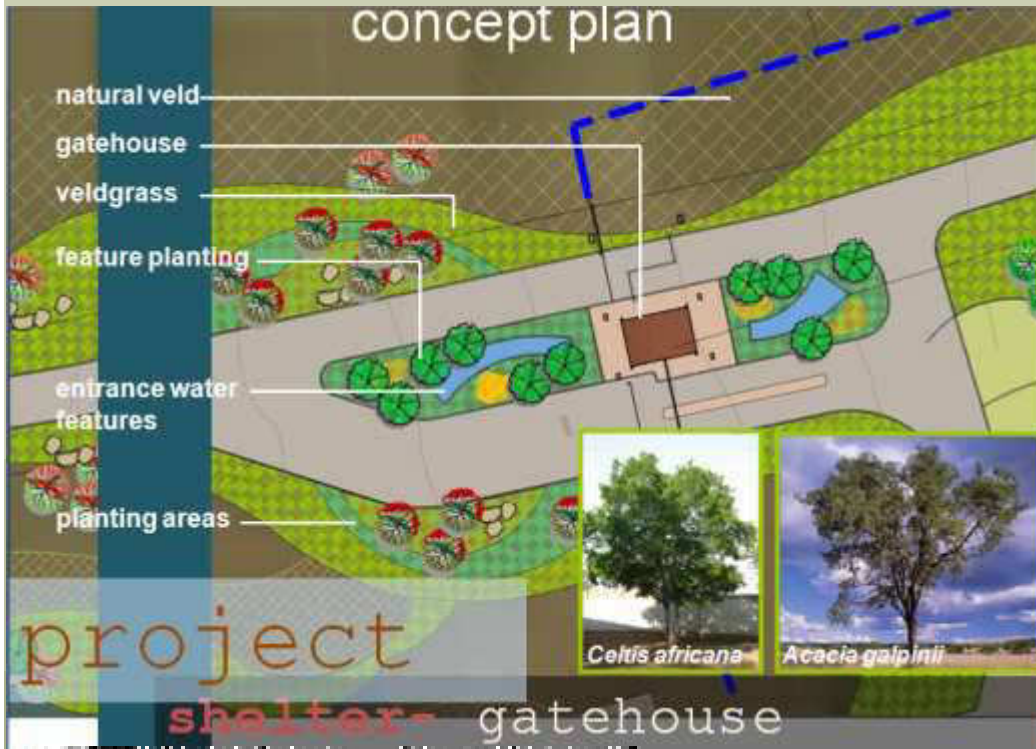 concept plan
natural veld
gatehouse
veldgrass
feature planting
entrance water
features
planting areas
Celtis africana
Acacia galpinii
project
shelter- gatehouse